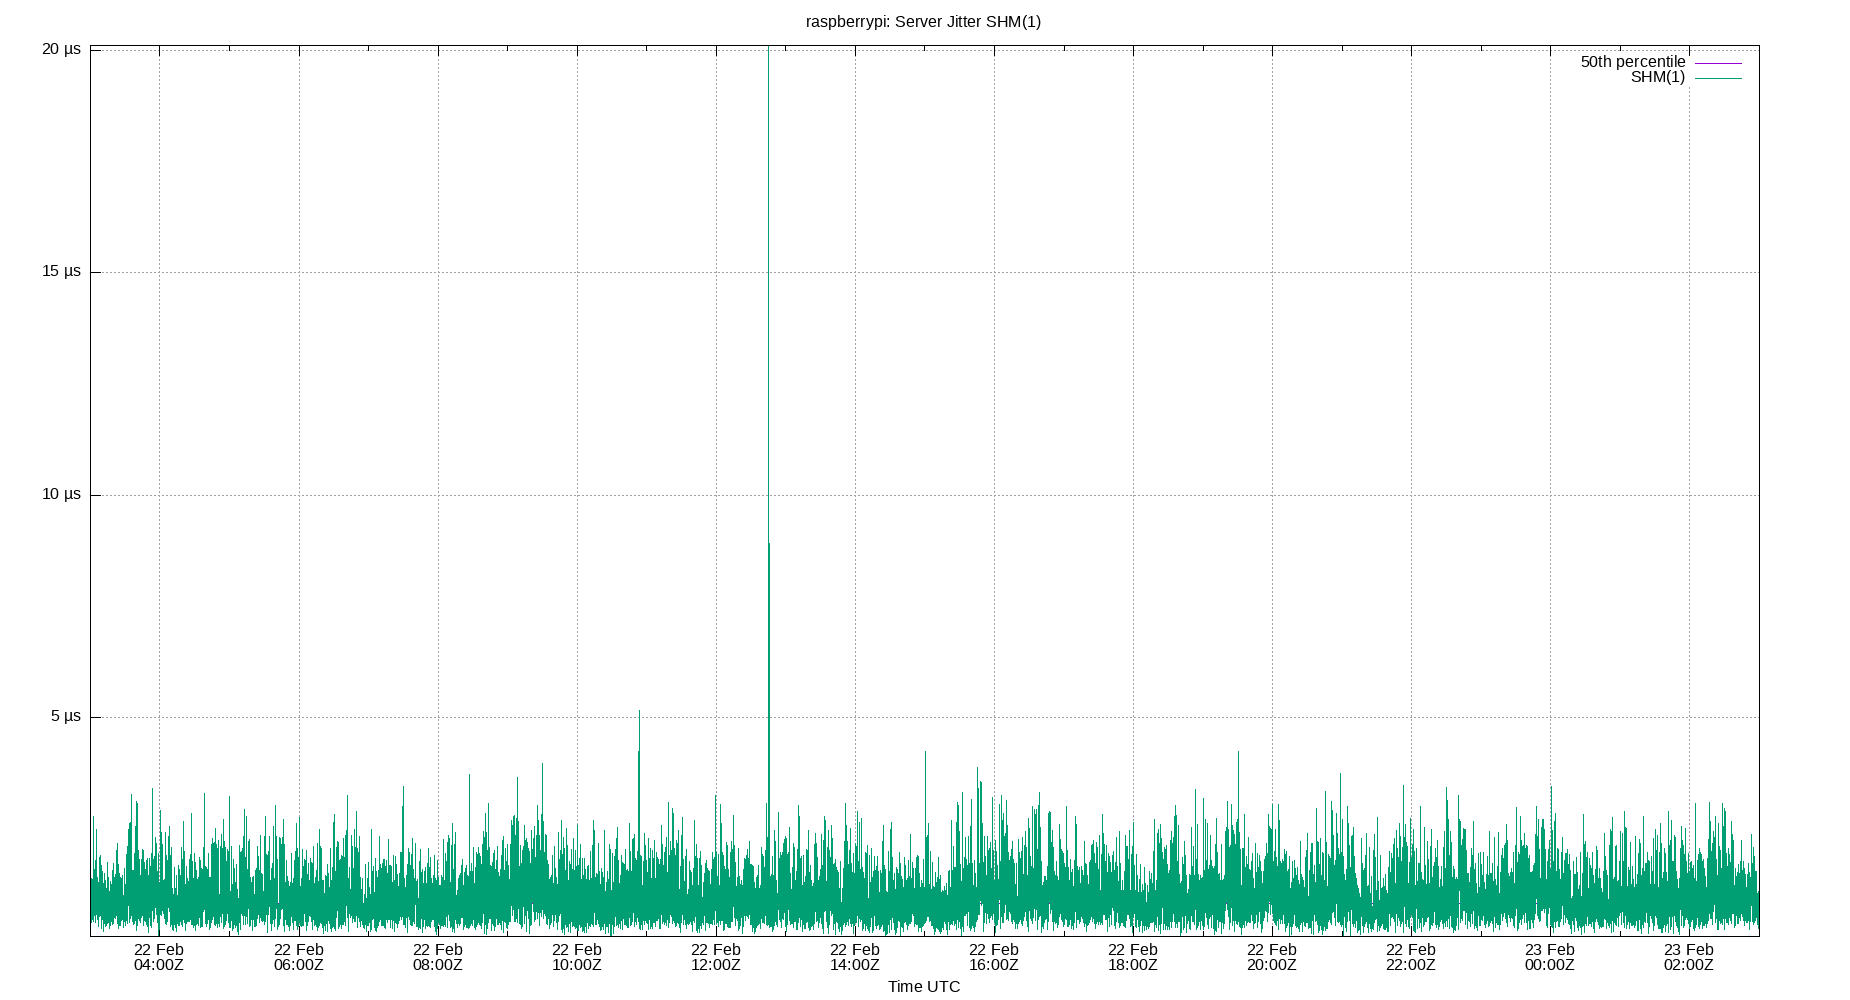 raspberrypi: Server Jitter SHM(1)
20 µs
50th percentile
SHM(1)
15 µs
10 µs
5 µs
22 Feb 22 Feb 22 Feb 22 Feb 22 Feb 22 Feb 22 Feb 22 Feb 22 Feb 22 Feb 23 Feb 23 Feb
04:00Z 06:00Z 08:00Z 10:00Z 12:00Z 14:00Z 16:00Z 18:00Z 20:00Z 22:00Z 00:00Z 02:00Z
Time UTC